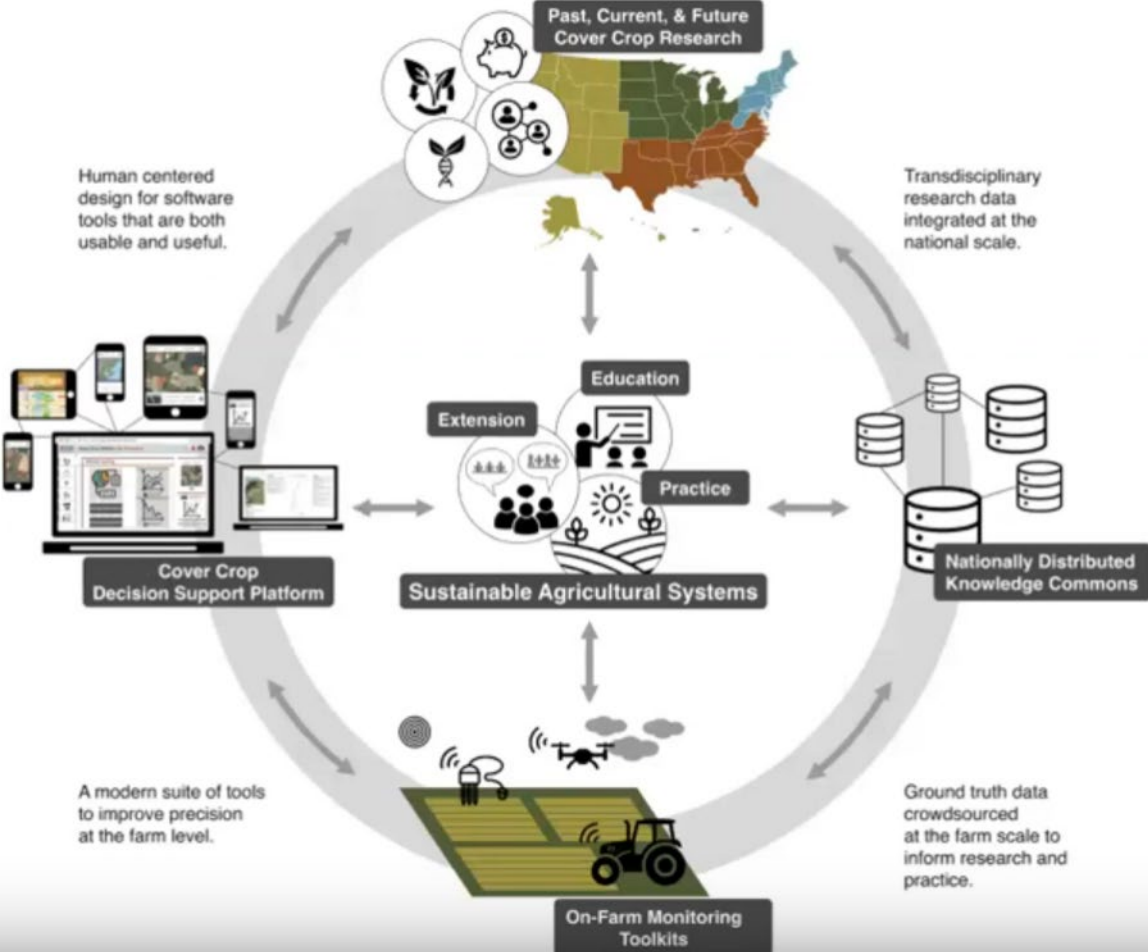 Past, Current, & Future
Cover Crop Research
Human centered
design for software
tools that are both
usable and useful.
Transdisciplinary
research data
integrated at the
national scale.
Education
Extension
Practice
Cover Crop
Decision Support Platform
Sustainable Agricultural Systems
Nationally Distributed
Knowledge Commons
A modern suite of tools
to improve precision
at the farm level.
Ground truth data
crowdsourced
at the farm scale to
inform research and
practice.
On-Farm Monitoring
Toolkits